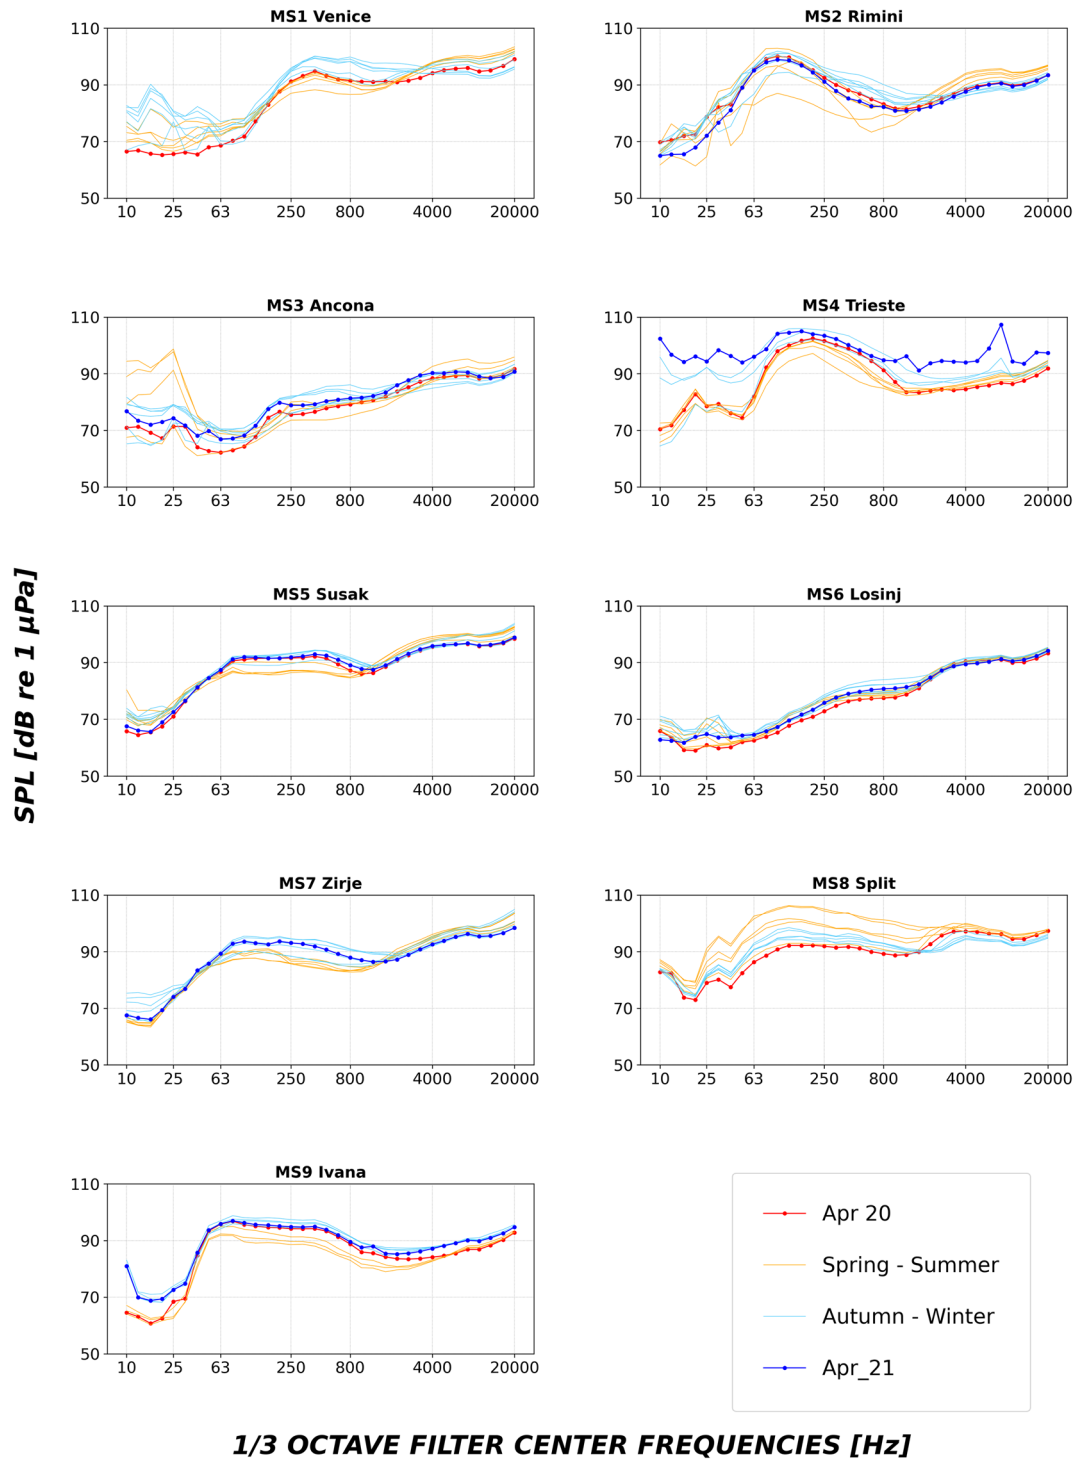 MS1 Venice
110
90
70
50
10 25 63 250 800 4000 20000
MS2 Rimini
110
90
70
50
10 25 63 250 800 4000 20000
MS3 Ancona
110
90
70
50
10 25 63 250 800 4000 20000
MS4 Trieste
110
90
70
50
10 25 63 250 800 4000 20000
SPL [dB re 1 μPa]
MS5 Susak
110
90
70
50
10 25 63 250 800 4000 20000
MS6 Losinj
110
90
70
50
10 25 63 250 800 4000 20000
MS7 Zirje
110
90
70
50
10 25 63 250 800 4000 20000
MS8 Split
110
90
70
50
10 25 63 250 800 4000 20000
MS9 Ivana
110
90
70
50
10 25 63 250 800 4000 20000
Apr 20
Spring - Summer
Autumn - Winter
Apr_21
1/3 OCTAVE FILTER CENTER FREQUENCIES [Hz]